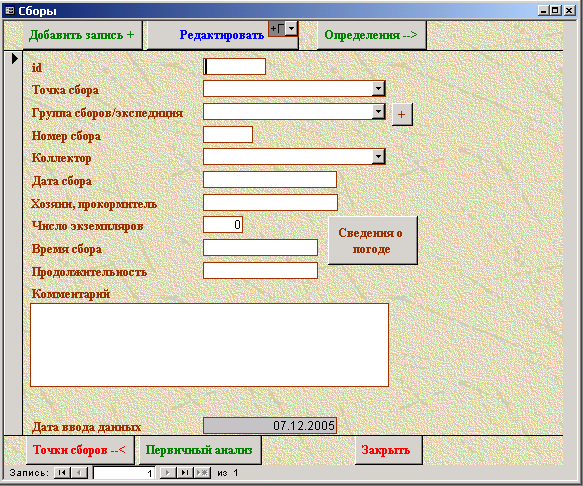 Сборы
Добавить запись + Редактировать +Г Определения -->
id
Точка сбора
Группа сборов/экспедиция +
Номер сбора
Коллектор
Дата сбора
Хозяин, прокормитель
Число экземпляров 0
Сведения о погоде
Время сбора
Продолжительность
Комментарий
Дата ввода данных 07.12.2005
Точки сборов --< Первичный анализ Закрыть
Запись: 1 из 1